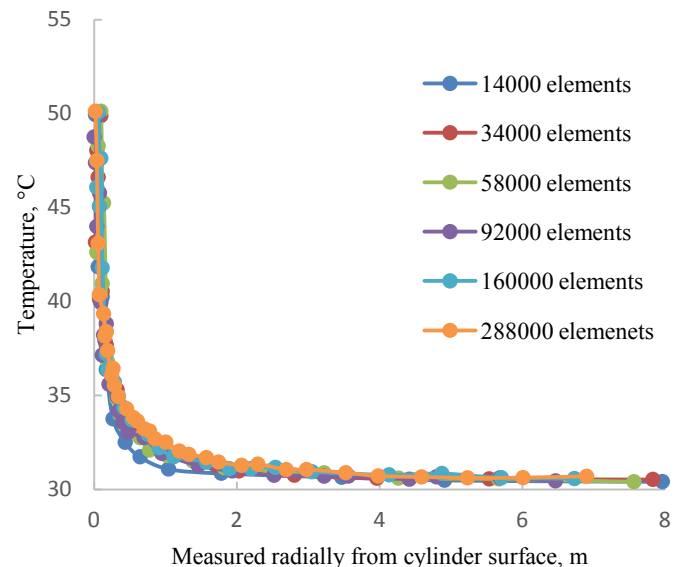 55
50
45
40
35
30
Temperature, °C
14000 elements
34000 elements
58000 elements
92000 elements
160000 elements
288000 elemenets
0
2
4
6
8
Measured radially from cylinder surface, m